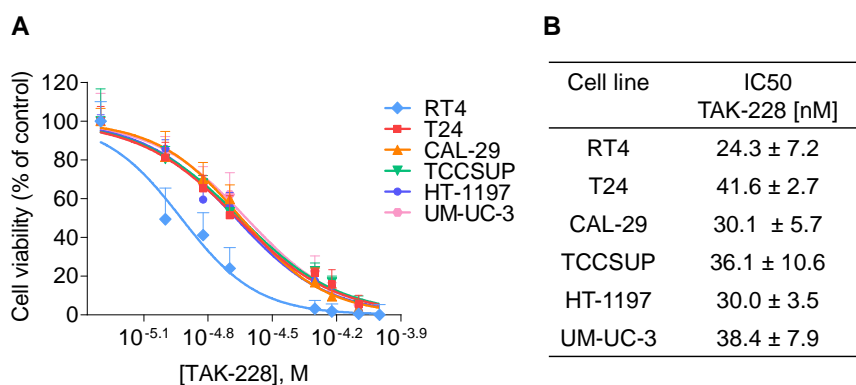 A
Cell viability (% of control)
120
100
80
60
40
20
0
10-5.1 10-4.8 10-4.5 10-4.2 10-3.9
[TAK-228], M
RT4
T24
CAL-29
TCCSUP
HT-1197
UM-UC-3
B
Cell line IC50
TAK-228 [nM]
RT4 24.3 ± 7.2
T24 41.6 ± 2.7
CAL-29 30.1 ± 5.7
TCCSUP 36.1 ± 10.6
HT-1197 30.0 ± 3.5
UM-UC-3 38.4 ± 7.9